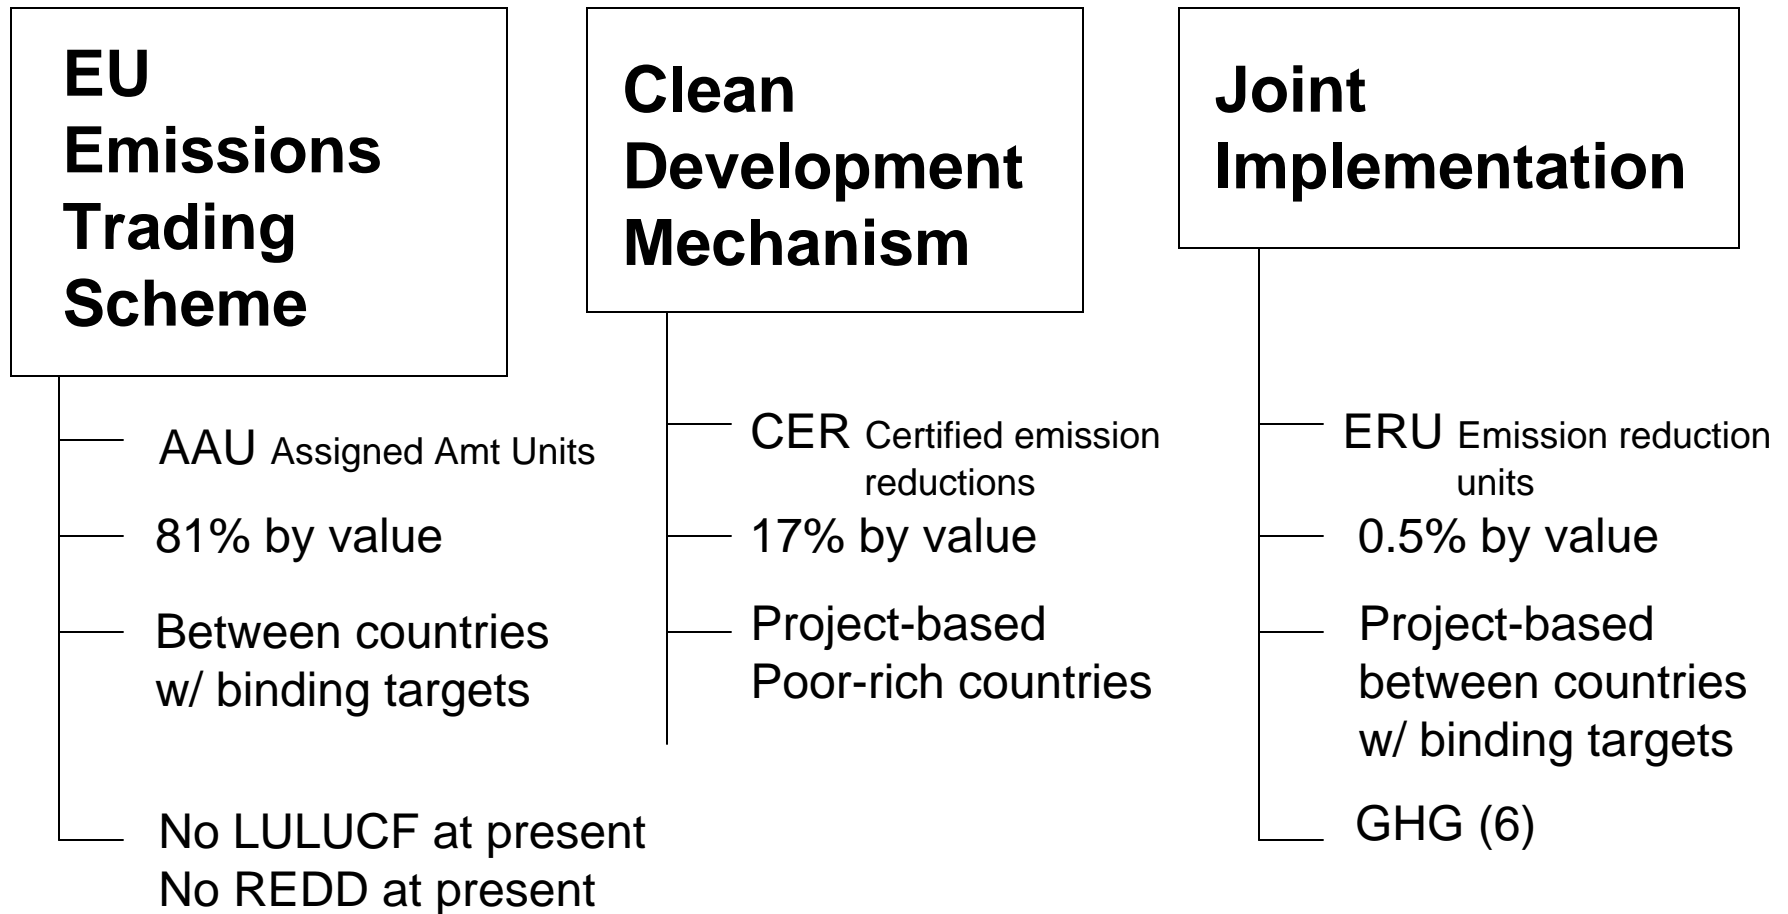 EU
Emissions
Trading
Scheme
AAU Assigned Amt Units
81% by value
Between countries
w/ binding targets
No LULUCF at present
No REDD at present
Clean
Development
Mechanism
CER Certified emission
reductions
17% by value
Project-based
Poor-rich countries
Joint
Implementation
ERU Emission reduction
units
0.5% by value
Project-based
between countries
w/ binding targets
GHG (6)